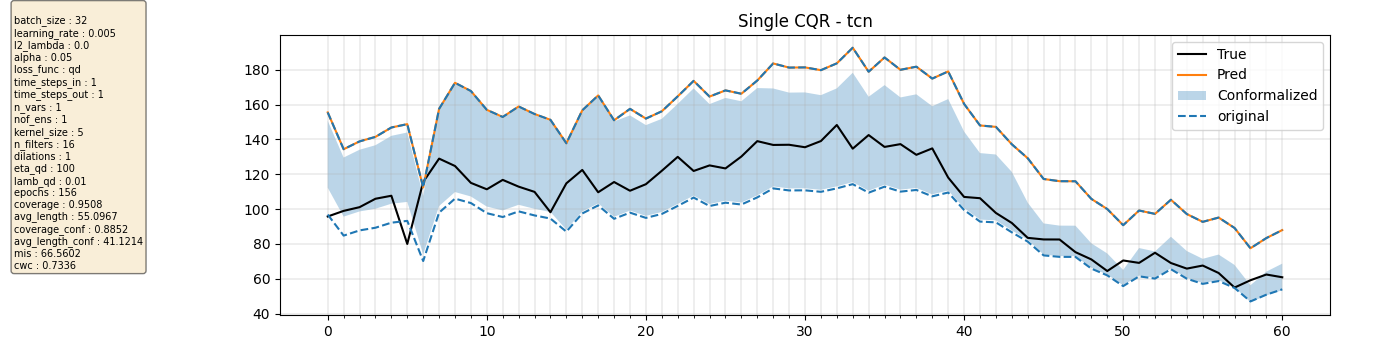 batch_size : 32
learning_rate : 0.005
l2_lambda : 0.0
alpha : 0.05
loss_func : qd
time_steps_in : 1
time_steps_out : 1
n_vars : 1
nof_ens : 1
kernel_size : 5
n_filters : 16
dilations : 1
eta_qd : 100
lamb_qd : 0.01
epochs : 156
coverage : 0.9508
avg_length : 55.0967
coverage_conf : 0.8852
avg_length_conf : 41.1214
mis : 66.5602
cwc : 0.7336
Single CQR - tcn
True
Pred
Conformalized
original
180
160
140
120
100
80
60
40
0 10 20 30 40 50 60